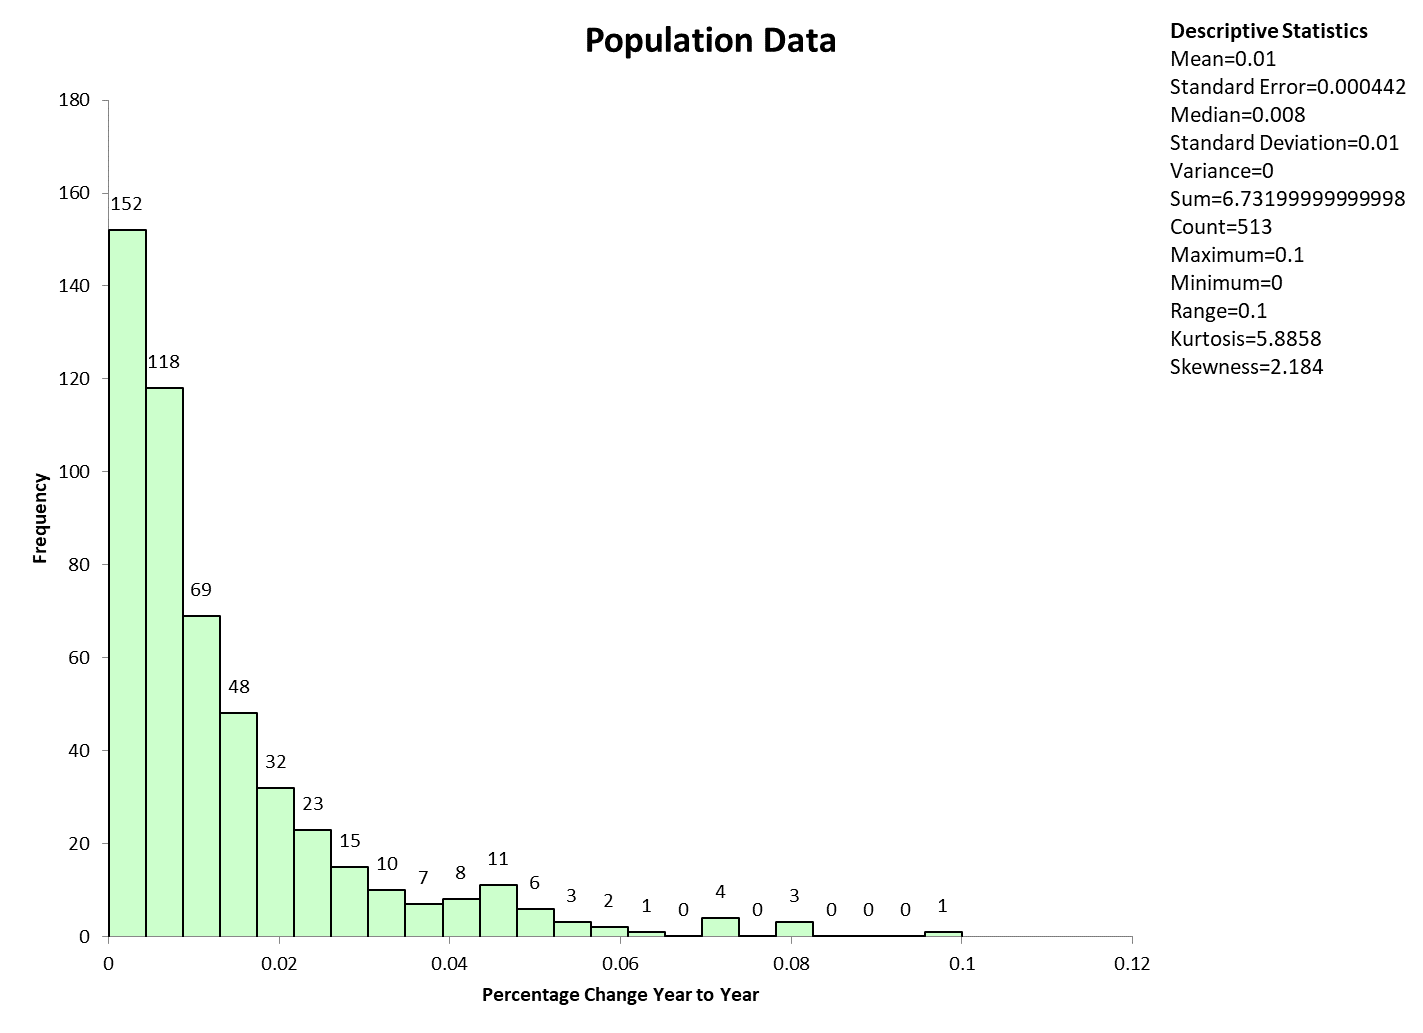 Population Data
Descriptive Statistics
Mean=0.01
Standard Error=0.000442
Median=0.008
Standard Deviation=0.01
Variance=0
Sum=6.73199999999998
Count=513
Maximum=0.1
Minimum=0
Range=0.1
Kurtosis=5.8858
Skewness=2.184
Frequency
180
160
140
120
100
80
60
40
20
0
152
118
69
48
32
23
15
10
7
8
11
6
3
2
1
0
4
0
3
0
0
0
1
0 0.02 0.04 0.06 0.08 0.1 0.12
Percentage Change Year to Year